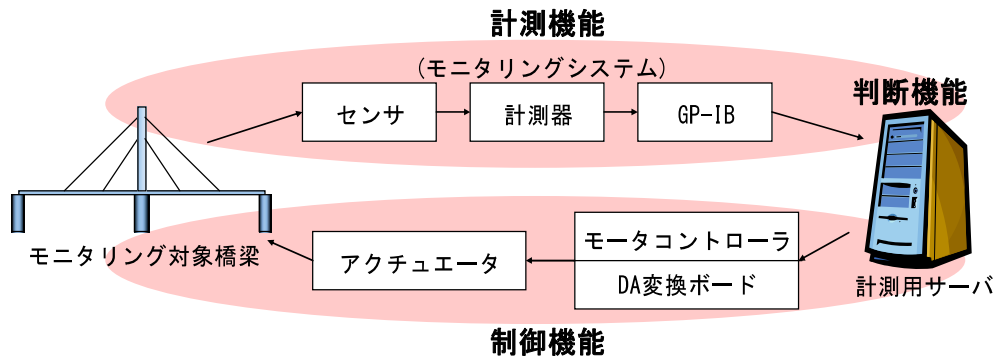 計測機能
(モニタリングシステム)
センサ
計測器
GP-IB
判断機能
モニタリング対象橋梁
アクチュエータ
モータコントローラ
DA変換ボード
計測用サーバ
制御機能